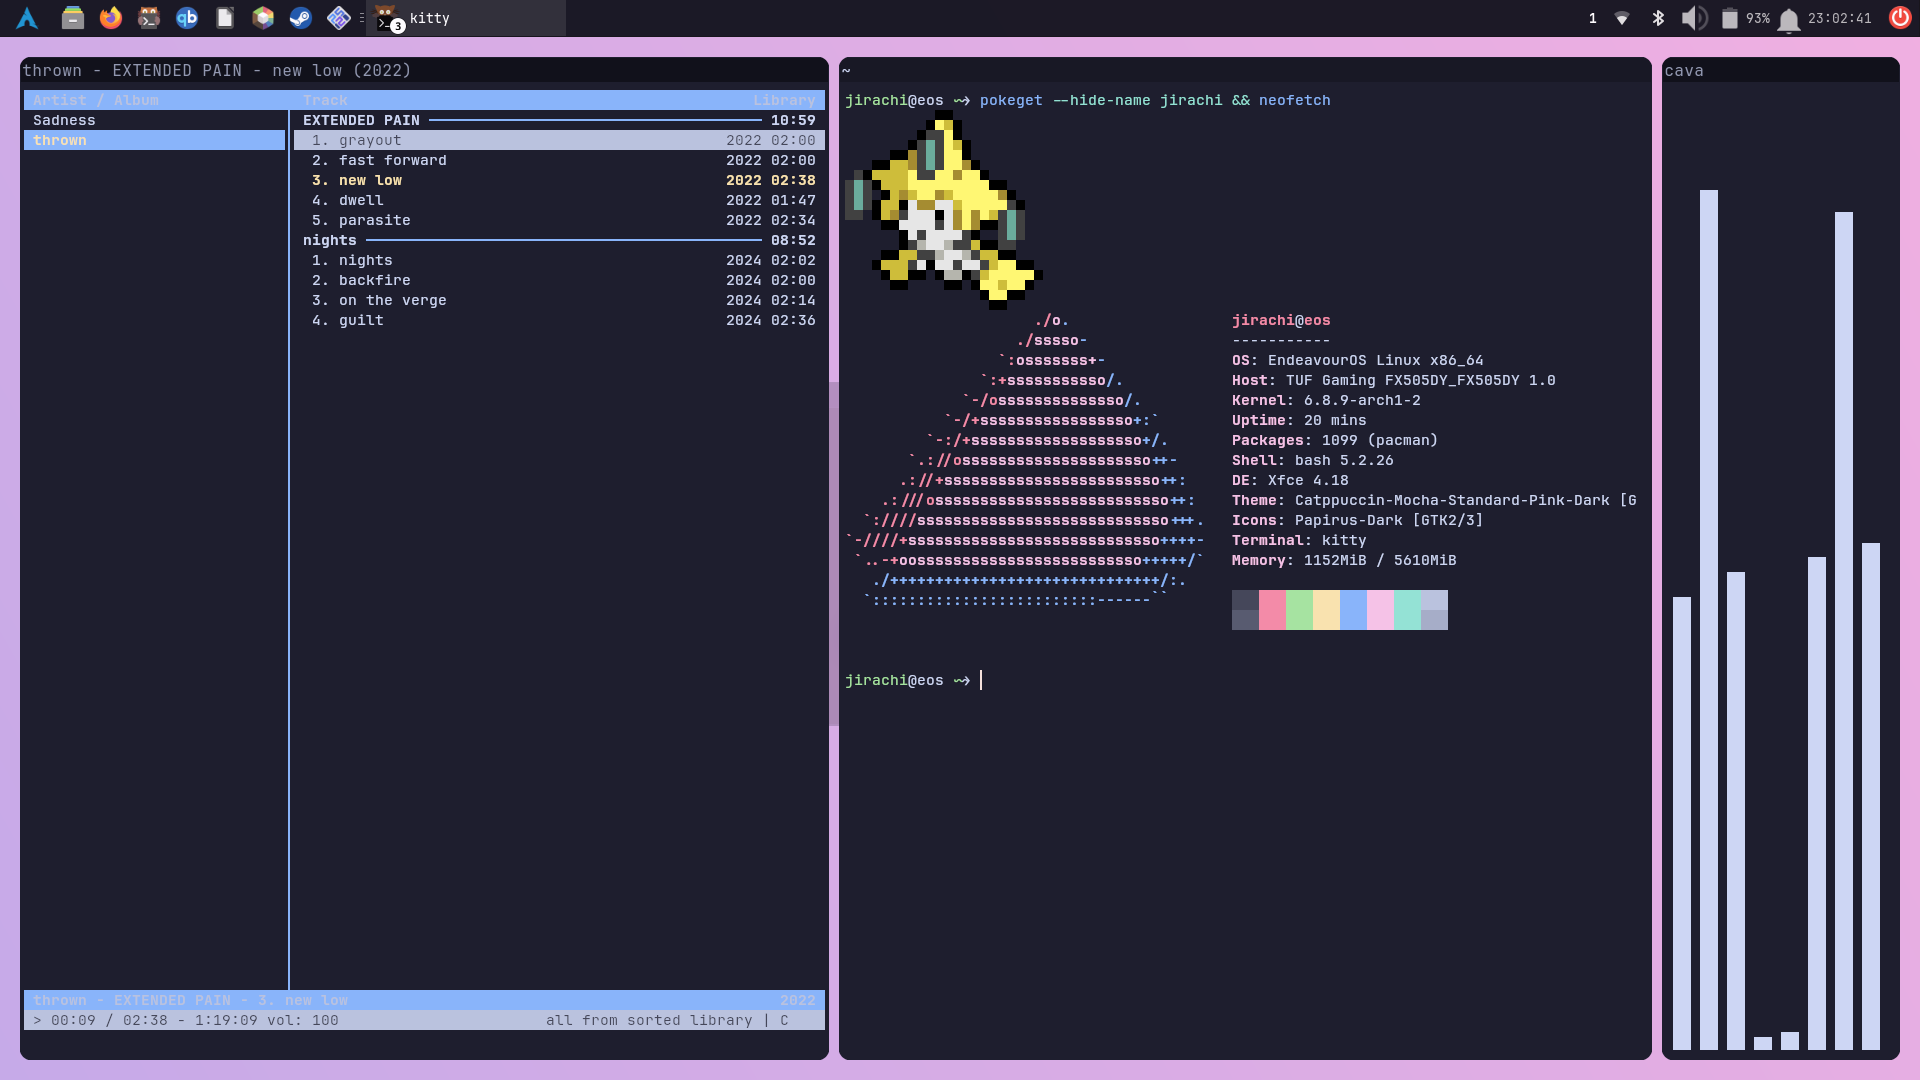 3 kitty
1 93% 23:02:41
thrown - EXTENDED PAIN - new low (2022)
Artist / Album Track Library
Sadness
thrown
EXTENDED PAIN 10:59
1. grayout 2022 02:00
2. fast forward 2022 02:00
3. new low 2022 02:38
4. dwell 2022 01:47
5. parasite 2022 02:34
nights 08:52
1. nights 2024 02:02
2. backfire 2024 02:00
3. on the verge 2024 02:14
4. guilt 2024 02:36
thrown - EXTENDED PAIN - 3. new low 2022
> 00:09 / 02:38 - 1:19:09 vol: 100 all from sorted library | C
~
jirachi@eos ~> pokeget --hide-name jirachi && neofetch
./o.
./sssso-
`:osssssss+-
`:+sssssssssso/.
`-/ossssssssssssso/.
`-/+sssssssssssssssso+:`
`-:/+sssssssssssssssssso+/.
`.://osssssssssssssssssssso++-
.://+ssssssssssssssssssssssso++:
.:///ossssssssssssssssssssssssso++:
`:////ssssssssssssssssssssssssssso+++.
`-////+ssssssssssssssssssssssssssso++++-
`..-+oosssssssssssssssssssssssso+++++/`
./++++++++++++++++++++++++++++++/:.
`:::::::::::::::::::::::::------``
jirachi@eos
-----------
OS: EndeavourOS Linux x86_64
Host: TUF Gaming FX505DY_FX505DY 1.0
Kernel: 6.8.9-arch1-2
Uptime: 20 mins
Packages: 1099 (pacman)
Shell: bash 5.2.26
DE: Xfce 4.18
Theme: Catppuccin-Mocha-Standard-Pink-Dark [G
Icons: Papirus-Dark [GTK2/3]
Terminal: kitty
Memory: 1152MiB / 5610MiB
jirachi@eos ~>
cava